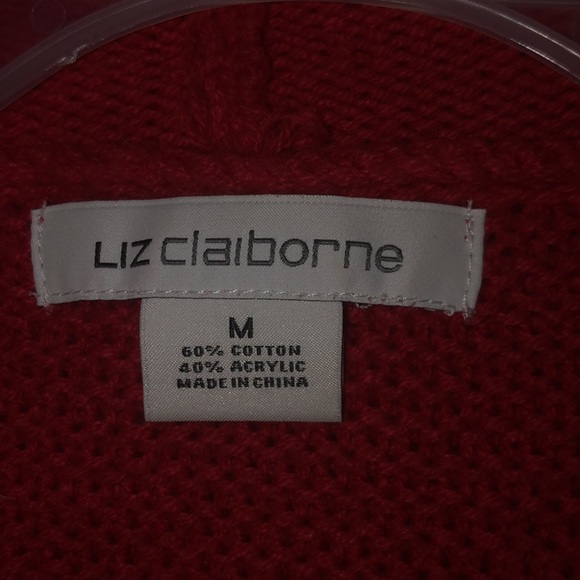 LIZ claiborne
M
60% COTTON
40% ACRYLIC
MADE IN CHINA